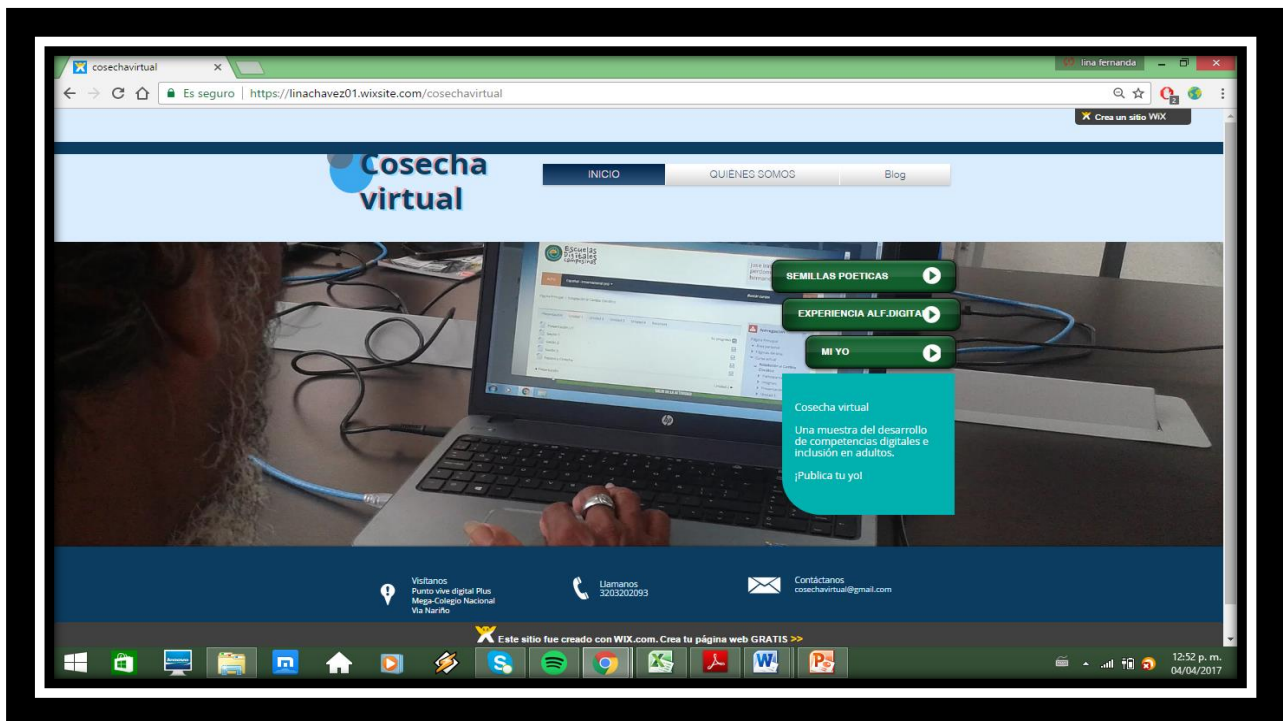 cosechavirtual
lina fernanda
Es seguro | https://linachavez01.wixsite.com/cosechavirtual
2
Crea un sitio WiX
Cosecha
virtual
INICIO
QUIENES SOMOS
Blog
Escuelas
Digitales
Campesinas
SEMILLAS POETICAS
EXPERIENCIA ALF.DIGITA
MI YO
hp
Cosecha virtual
Una muestra del desarrollo
de competencias digitales e
inclusión en adultos.
¡Publica tu yo!
Visítanos
Punto vive digital Plus
Mega-Colegio Nacional
Via Nariño
Llamanos
3203202093
Contáctanos
cosechavirtual@gmail.com
Este sitio fue creado con WIX.com. Crea tu página web GRATIS >>
12:52 p. m.
04/04/2017